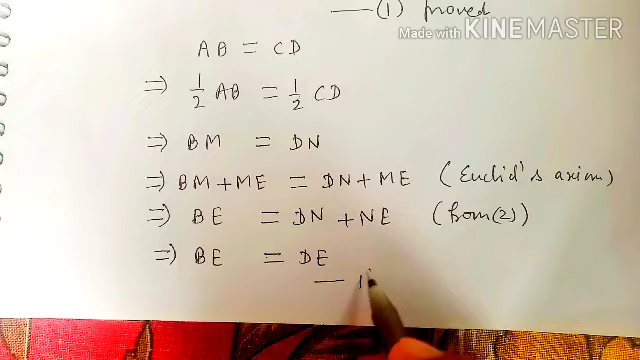 —(1) proved
Made with KINEMASTER
AB = CD
⇒ 1/2 AB = 1/2 CD
⇒ BM = DN
⇒ BM + ME = DN + ME (Euclid's axiom)
⇒ BE = DN + NE (from(2))
⇒ BE = DE
—